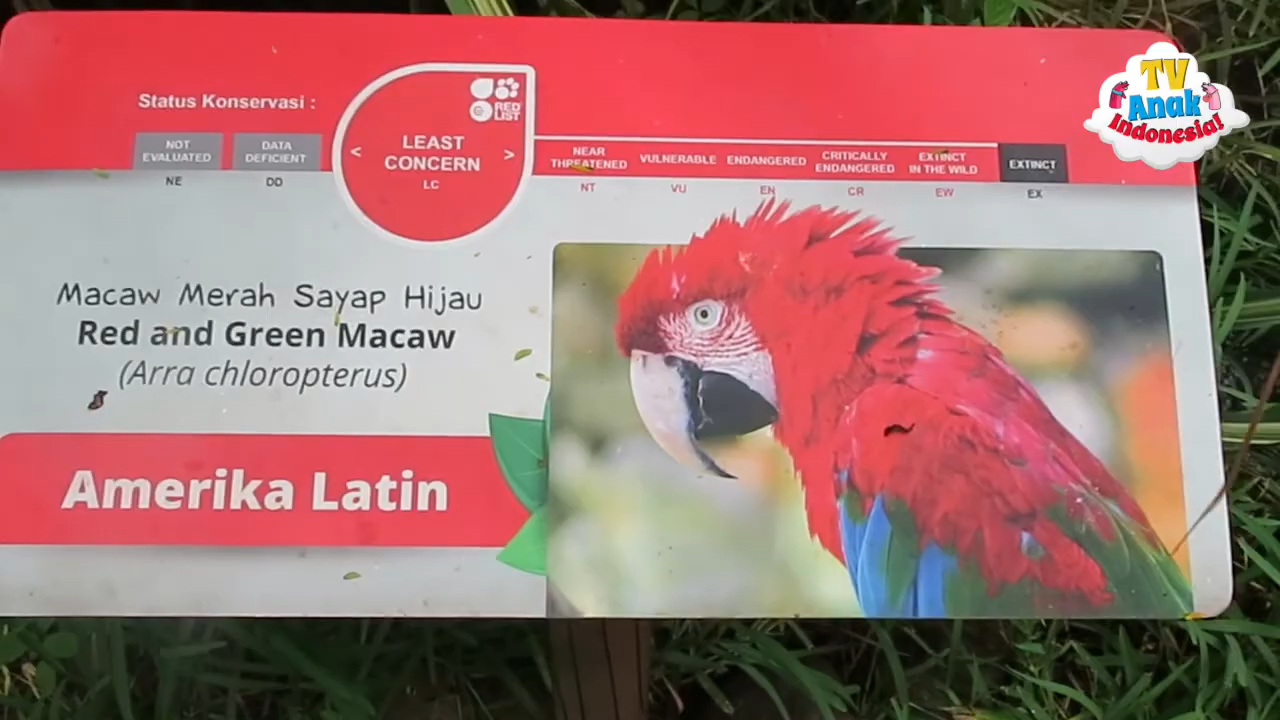 Status Konservasi :
NOT
EVALUATED
NE
DATA
DEFICIENT
DD
RED
LIST
<
LEAST
CONCERN
>
LC
NEAR
THREATENED
NT
VULNERABLE
VU
ENDANGERED
EN
CRITICALLY
ENDANGERED
CR
EXTINCT
IN THE WILD
EW
EXTINCT
EX
Macaw Merah Sayap Hijau
Red and Green Macaw
(Arra chloropterus)
Amerika Latin
TV
Anak
Indonesia!